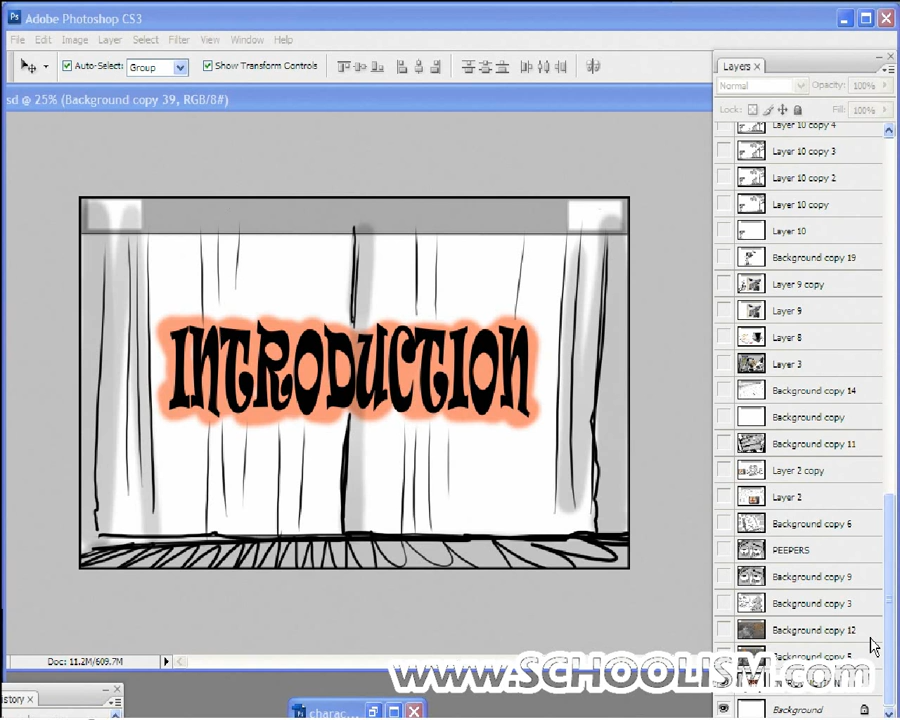 Adobe Photoshop CS3
File Edit Image Layer Select Filter View Window Help
Auto-Select: Group Show Transform Controls
sd @ 25% (Background copy 39, RGB/8#)
Layers
Normal Opacity: 100%
Lock: Fill: 100%
Layer 10 copy 4
Layer 10 copy 3
Layer 10 copy 2
Layer 10 copy
Layer 10
Background copy 19
Layer 9 copy
Layer 9
Layer 8
Layer 3
Background copy 14
Background copy
Background copy 11
Layer 2 copy
Layer 2
Background copy 6
PEEPERS
Background copy 9
Background copy 3
Background copy 12
Background copy 5
Background
INTRODUCTION
Doc: 11.2M/609.7M
www.SCHOOLISM.com
istory
charac...